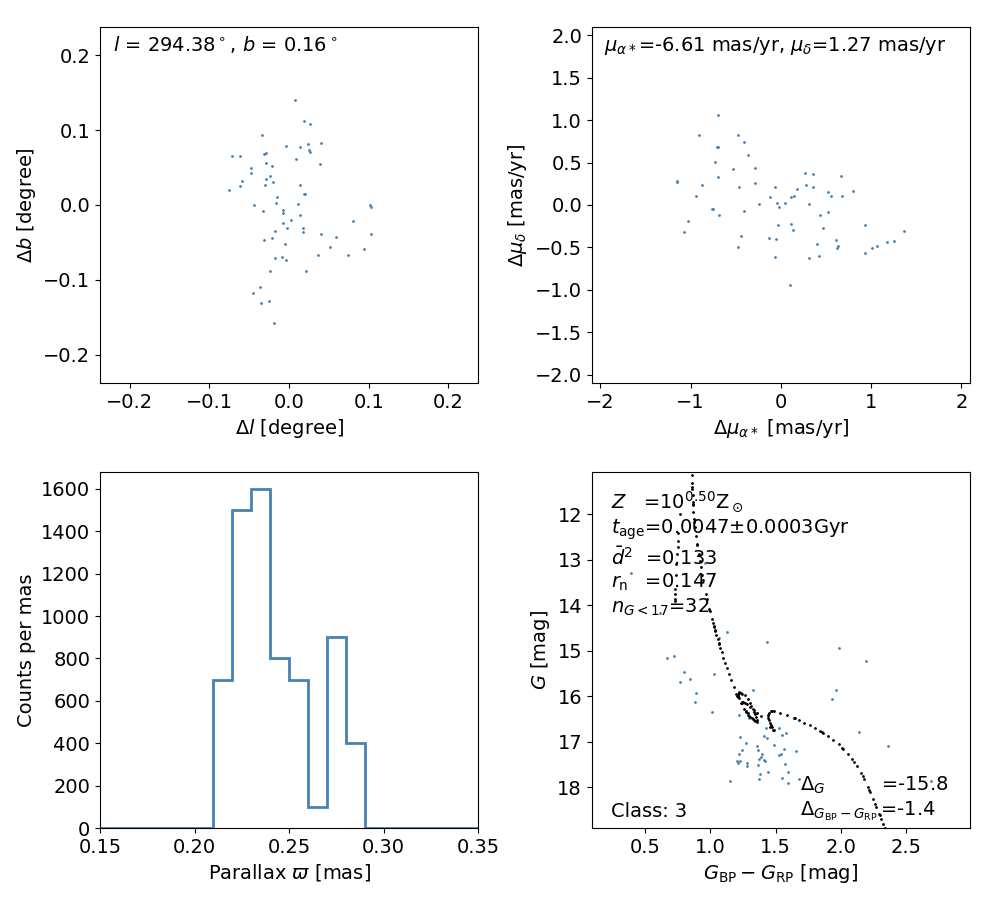 l = 294.38°, b = 0.16°
0.2
0.1
0.0
−0.1
−0.2
Δb [degree]
−0.2 −0.1 0.0 0.1 0.2
Δl [degree]
μα*=-6.61 mas/yr, μδ=1.27 mas/yr
2.0
1.5
1.0
0.5
0.0
−0.5
−1.0
−1.5
−2.0
Δμδ [mas/yr]
−2 −1 0 1 2
Δμα* [mas/yr]
1600
1400
1200
1000
800
600
400
200
0
Counts per mas
0.15 0.20 0.25 0.30 0.35
Parallax ϖ [mas]
Z =10^0.50 Z⊙
t_age=0.0047±0.0003Gyr
d̄² =0.133
r_n =0.147
n_G<17=32
12
13
14
15
16
17
18
G [mag]
Δ_G =-15.8
Δ_GBP−GRP=-1.4
Class: 3
0.5 1.0 1.5 2.0 2.5
G_BP − G_RP [mag]